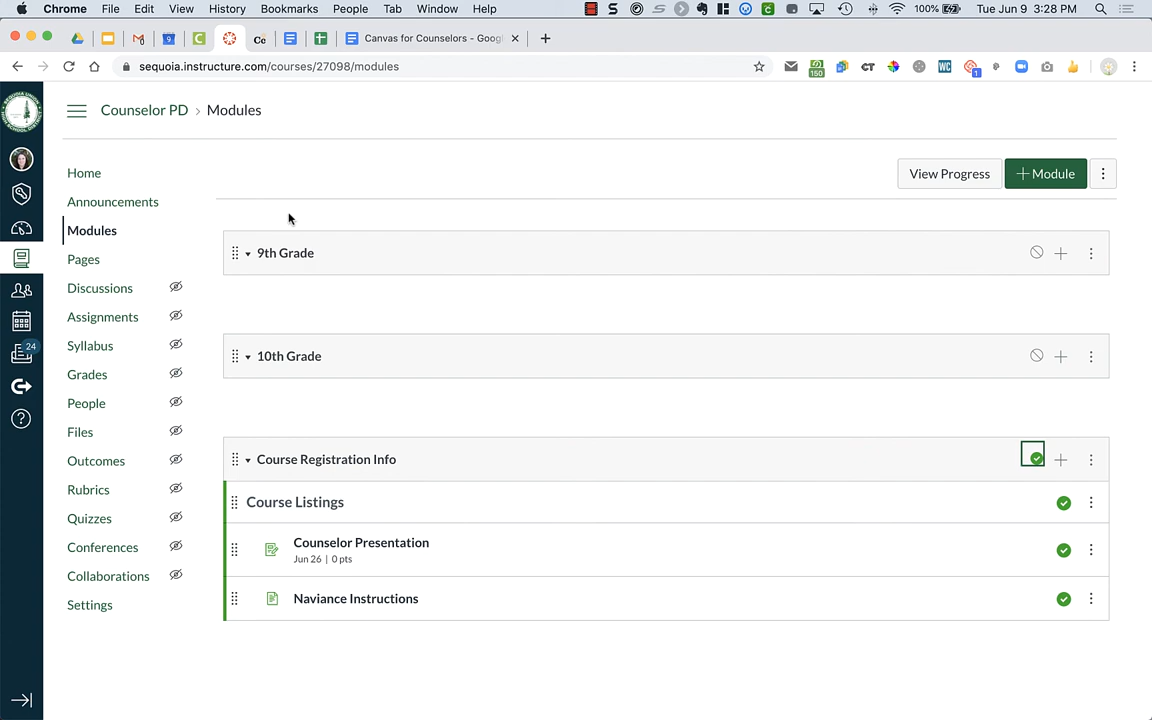 Chrome File Edit View History Bookmarks People Tab Window Help 100% Tue Jun 9 3:28 PM
Canvas for Counselors - Goog
sequoia.instructure.com/courses/27098/modules
150
WC
1
Counselor PD > Modules
Home
View Progress
+ Module
Announcements
Modules
Pages
9th Grade
Discussions
Assignments
Syllabus
24
10th Grade
Grades
People
Files
Outcomes
Course Registration Info
Rubrics
Course Listings
Quizzes
Conferences
Counselor Presentation
Jun 26 | 0 pts
Collaborations
Naviance Instructions
Settings